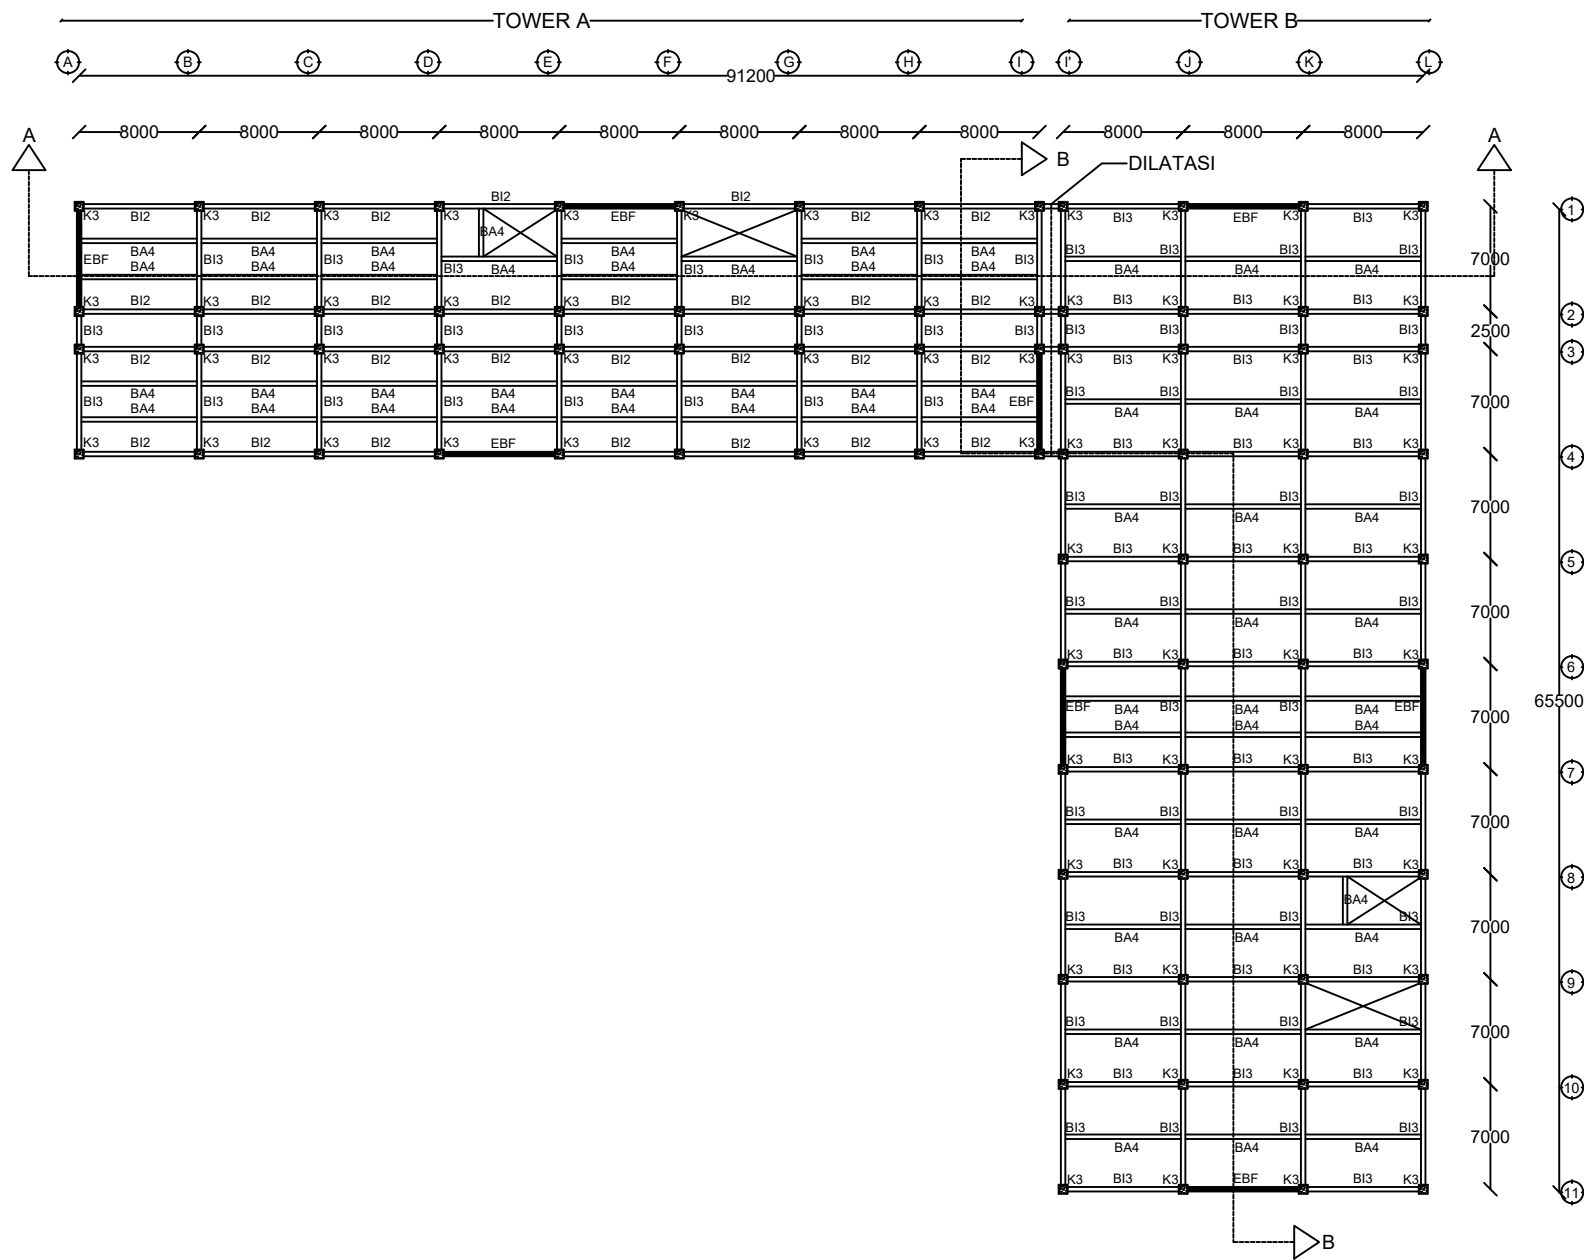 TOWER A TOWER B
A B C D E F G H I I' J K L
91200
8000 8000 8000 8000 8000 8000 8000 8000 8000 8000 8000
A B A
DILATASI
BI2 BI2
K3 BI2 K3 BI2 K3 BI2 K3 K3 EBF K3 K3 BI2 K3 BI2 K3 K3 BI3 K3 EBF K3 BI3 K3 1
BA4
BA4 BA4 BA4 BA4 BA4 BA4 BI3 BI3 BI3 BI3
EBF BI3 BI3 BI3 BI3 BI3 BI3 7000
BA4 BA4 BA4 BI3 BA4 BA4 BI3 BA4 BA4 BA4 BA4 BA4 BA4
K3 BI2 K3 BI2 K3 BI2 K3 BI2 K3 BI2 K3 BI2 K3 BI2 K3 BI2 K3 K3 BI3 K3 BI3 K3 BI3 K3 2
BI3 BI3 BI3 BI3 BI3 BI3 BI3 BI3 BI3 BI3 BI3 BI3 BI3 2500
K3 BI2 K3 BI2 K3 BI2 K3 BI2 K3 BI2 K3 BI2 K3 BI2 K3 BI2 K3 K3 BI3 K3 BI3 K3 BI3 K3 3
BA4 BA4 BA4 BA4 BA4 BA4 BA4 BA4 BI3 BI3 BI3 BI3
BI3 BI3 BI3 BI3 BI3 BI3 BI3 BI3 EBF 7000
BA4 BA4 BA4 BA4 BA4 BA4 BA4 BA4 BA4 BA4 BA4
K3 BI2 K3 BI2 K3 BI2 K3 EBF K3 BI2 K3 BI2 K3 BI2 K3 BI2 K3 K3 BI3 K3 BI3 K3 BI3 K3 4
BI3 BI3 BI3 BI3 7000
BA4 BA4 BA4
K3 BI3 K3 BI3 K3 BI3 K3 5
BI3 BI3 BI3 BI3 7000
BA4 BA4 BA4
K3 BI3 K3 BI3 K3 BI3 K3 6
65500
EBF BA4 BI3 BA4 BI3 BA4 EBF 7000
BA4 BA4 BA4
K3 BI3 K3 BI3 K3 BI3 K3 7
BI3 BI3 BI3 BI3 7000
BA4 BA4 BA4
K3 BI3 K3 BI3 K3 BI3 K3 8
BA4
BI3 BI3 BI3 BI3 7000
BA4 BA4 BA4
K3 BI3 K3 BI3 K3 BI3 K3 9
BI3 BI3 BI3 BI3 7000
BA4 BA4 BA4
K3 BI3 K3 BI3 K3 BI3 K3 10
BI3 BI3 BI3 BI3 7000
BA4 BA4 BA4
K3 BI3 K3 EBF K3 BI3 K3 11
B